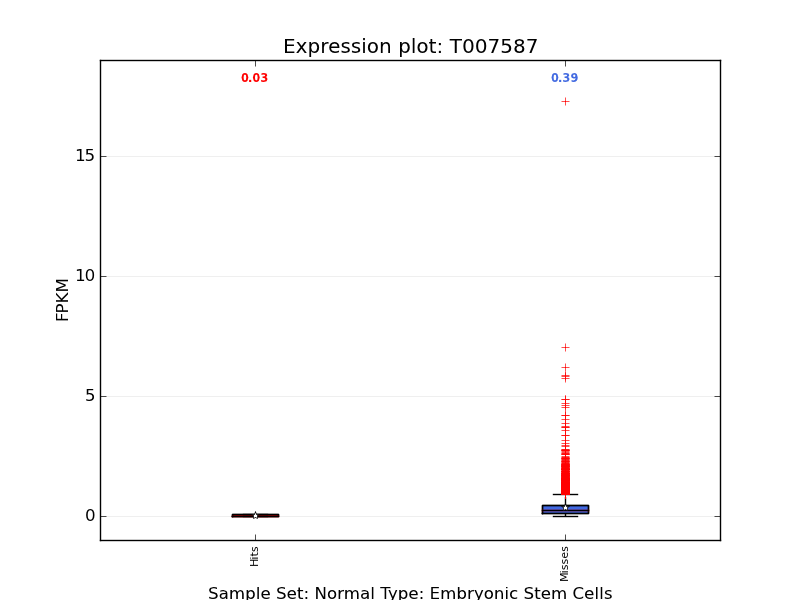 Expression plot: T007587
0.03
0.39
15
10
5
0
FPKM
Hits
Misses
Sample Set: Normal Type: Embryonic Stem Cells